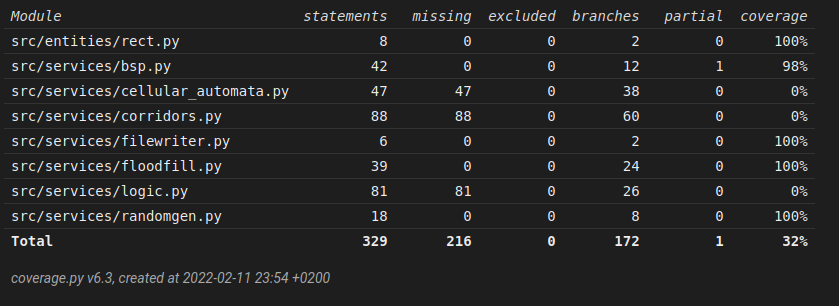 Module statements missing excluded branches partial coverage
src/entities/rect.py 8 0 0 2 0 100%
src/services/bsp.py 42 0 0 12 1 98%
src/services/cellular_automata.py 47 47 0 38 0 0%
src/services/corridors.py 88 88 0 60 0 0%
src/services/filewriter.py 6 0 0 2 0 100%
src/services/floodfill.py 39 0 0 24 0 100%
src/services/logic.py 81 81 0 26 0 0%
src/services/randomgen.py 18 0 0 8 0 100%
Total 329 216 0 172 1 32%
coverage.py v6.3, created at 2022-02-11 23:54 +0200